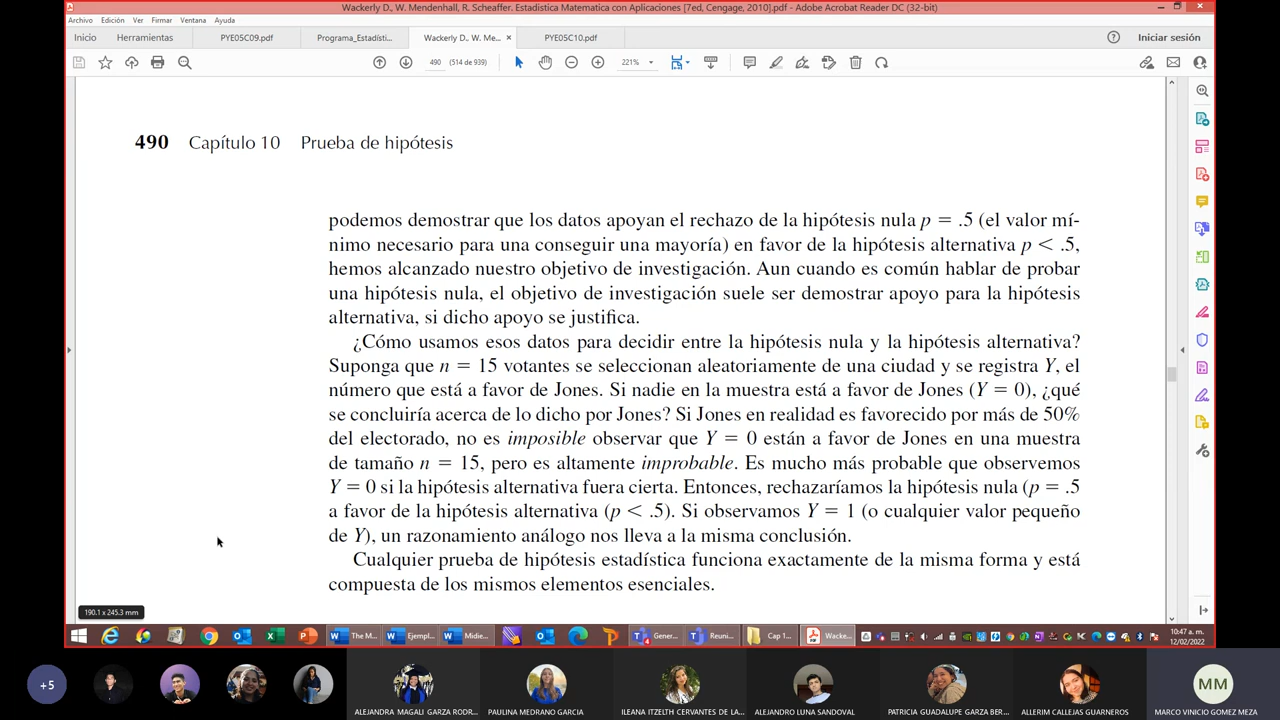 Wackerly D., W. Mendenhall, R. Scheaffer. Estadistica Matematica con Aplicaciones [7ed, Cengage, 2010].pdf - Adobe Acrobat Reader DC (32-bit)
Archivo Edición Ver Firmar Ventana Ayuda
Inicio Herramientas PYE05C09.pdf Programa_Estadísti... Wackerly D., W. Me... × PYE05C10.pdf Iniciar sesión
490 (514 de 939) 221%
490 Capítulo 10 Prueba de hipótesis
podemos demostrar que los datos apoyan el rechazo de la hipótesis nula p = .5 (el valor mí-
nimo necesario para una conseguir una mayoría) en favor de la hipótesis alternativa p < .5,
hemos alcanzado nuestro objetivo de investigación. Aun cuando es común hablar de probar
una hipótesis nula, el objetivo de investigación suele ser demostrar apoyo para la hipótesis
alternativa, si dicho apoyo se justifica.
¿Cómo usamos esos datos para decidir entre la hipótesis nula y la hipótesis alternativa?
Suponga que n = 15 votantes se seleccionan aleatoriamente de una ciudad y se registra Y, el
número que está a favor de Jones. Si nadie en la muestra está a favor de Jones (Y = 0), ¿qué
se concluiría acerca de lo dicho por Jones? Si Jones en realidad es favorecido por más de 50%
del electorado, no es imposible observar que Y = 0 están a favor de Jones en una muestra
de tamaño n = 15, pero es altamente improbable. Es mucho más probable que observemos
Y = 0 si la hipótesis alternativa fuera cierta. Entonces, rechazaríamos la hipótesis nula (p = .5
a favor de la hipótesis alternativa (p < .5). Si observamos Y = 1 (o cualquier valor pequeño
de Y), un razonamiento análogo nos lleva a la misma conclusión.
Cualquier prueba de hipótesis estadística funciona exactamente de la misma forma y está
compuesta de los mismos elementos esenciales.
190.1 x 245.3 mm
The M... Ejempl... Midie... Gener... Reuni... Cap 1... Wacke...
10:47 a. m.
12/02/2022
+5
MM
ALEJANDRA MAGALI GARZA RODR... PAULINA MEDRANO GARCIA ILEANA ITZELTH CERVANTES DE LA... ALEJANDRO LUNA SANDOVAL PATRICIA GUADALUPE GARZA BER... ALLERIM CALLEJAS GUARNEROS MARCO VINICIO GOMEZ MEZA